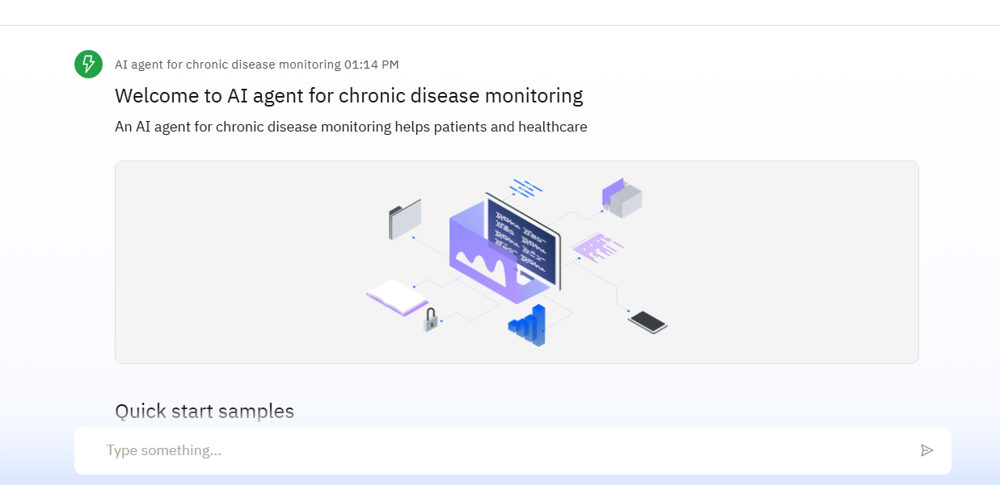 AI agent for chronic disease monitoring 01:14 PM
Welcome to AI agent for chronic disease monitoring
An AI agent for chronic disease monitoring helps patients and healthcare
Quick start samples
Type something...